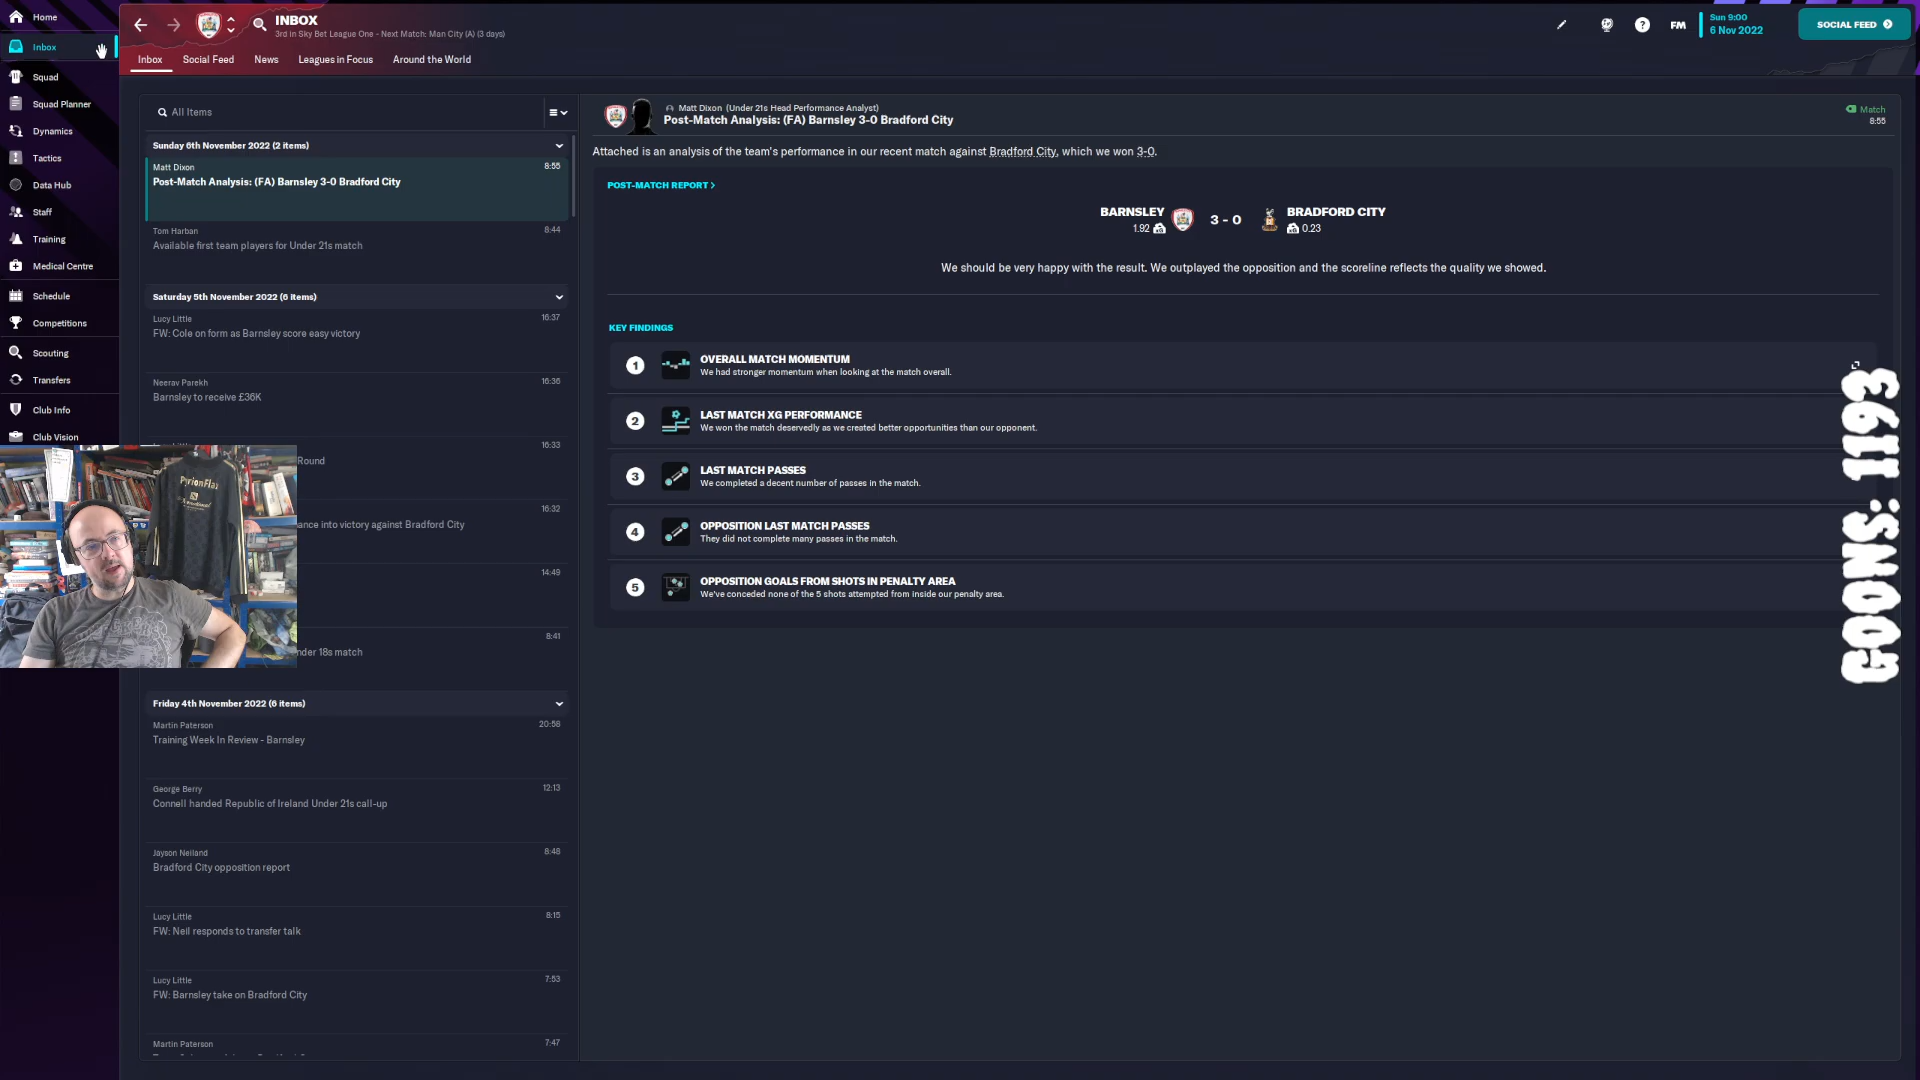 Home
Inbox
Squad
Squad Planner
Dynamics
Tactics
Data Hub
Staff
Training
Medical Centre
Schedule
Competitions
Scouting
Transfers
Club Info
Club Vision
INBOX
3rd in Sky Bet League One - Next Match: Man City (A) (3 days)
FM
Sun 9:00
6 Nov 2022
SOCIAL FEED
Inbox
Social Feed
News
Leagues in Focus
Around the World
All Items
Sunday 6th November 2022 (2 items)
Matt Dixon
8:55
Post-Match Analysis: (FA) Barnsley 3-0 Bradford City
Tom Harban
8:44
Available first team players for Under 21s match
Saturday 5th November 2022 (6 items)
Lucy Little
16:37
FW: Cole on form as Barnsley score easy victory
Neerav Parekh
16:36
Barnsley to receive £36K
16:33
Round
16:32
ance into victory against Bradford City
14:49
8:41
nder 18s match
Friday 4th November 2022 (6 items)
Martin Paterson
20:58
Training Week In Review - Barnsley
George Berry
12:13
Connell handed Republic of Ireland Under 21s call-up
Jayson Neiland
8:48
Bradford City opposition report
Lucy Little
8:15
FW: Neil responds to transfer talk
Lucy Little
7:53
FW: Barnsley take on Bradford City
Martin Paterson
7:47
Matt Dixon (Under 21s Head Performance Analyst)
Post-Match Analysis: (FA) Barnsley 3-0 Bradford City
Match
8:55
Attached is an analysis of the team's performance in our recent match against Bradford City, which we won 3-0.
POST-MATCH REPORT >
BARNSLEY
1.92
3 - 0
BRADFORD CITY
0.23
We should be very happy with the result. We outplayed the opposition and the scoreline reflects the quality we showed.
KEY FINDINGS
1
OVERALL MATCH MOMENTUM
We had stronger momentum when looking at the match overall.
2
LAST MATCH XG PERFORMANCE
We won the match deservedly as we created better opportunities than our opponent.
3
LAST MATCH PASSES
We completed a decent number of passes in the match.
4
OPPOSITION LAST MATCH PASSES
They did not complete many passes in the match.
5
OPPOSITION GOALS FROM SHOTS IN PENALTY AREA
We've conceded none of the 5 shots attempted from inside our penalty area.
GOONS: 1193
PyrionFlax